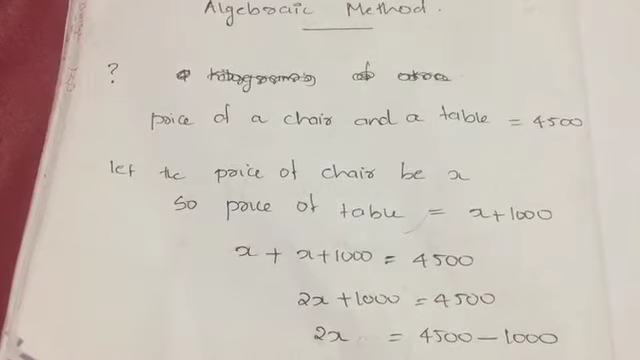 Algebraic Method.
?
price of a chair and a table = 4500
let the price of chair be x
so price of table = x+1000
x + x+1000 = 4500
2x+1000 = 4500
2x = 4500-1000